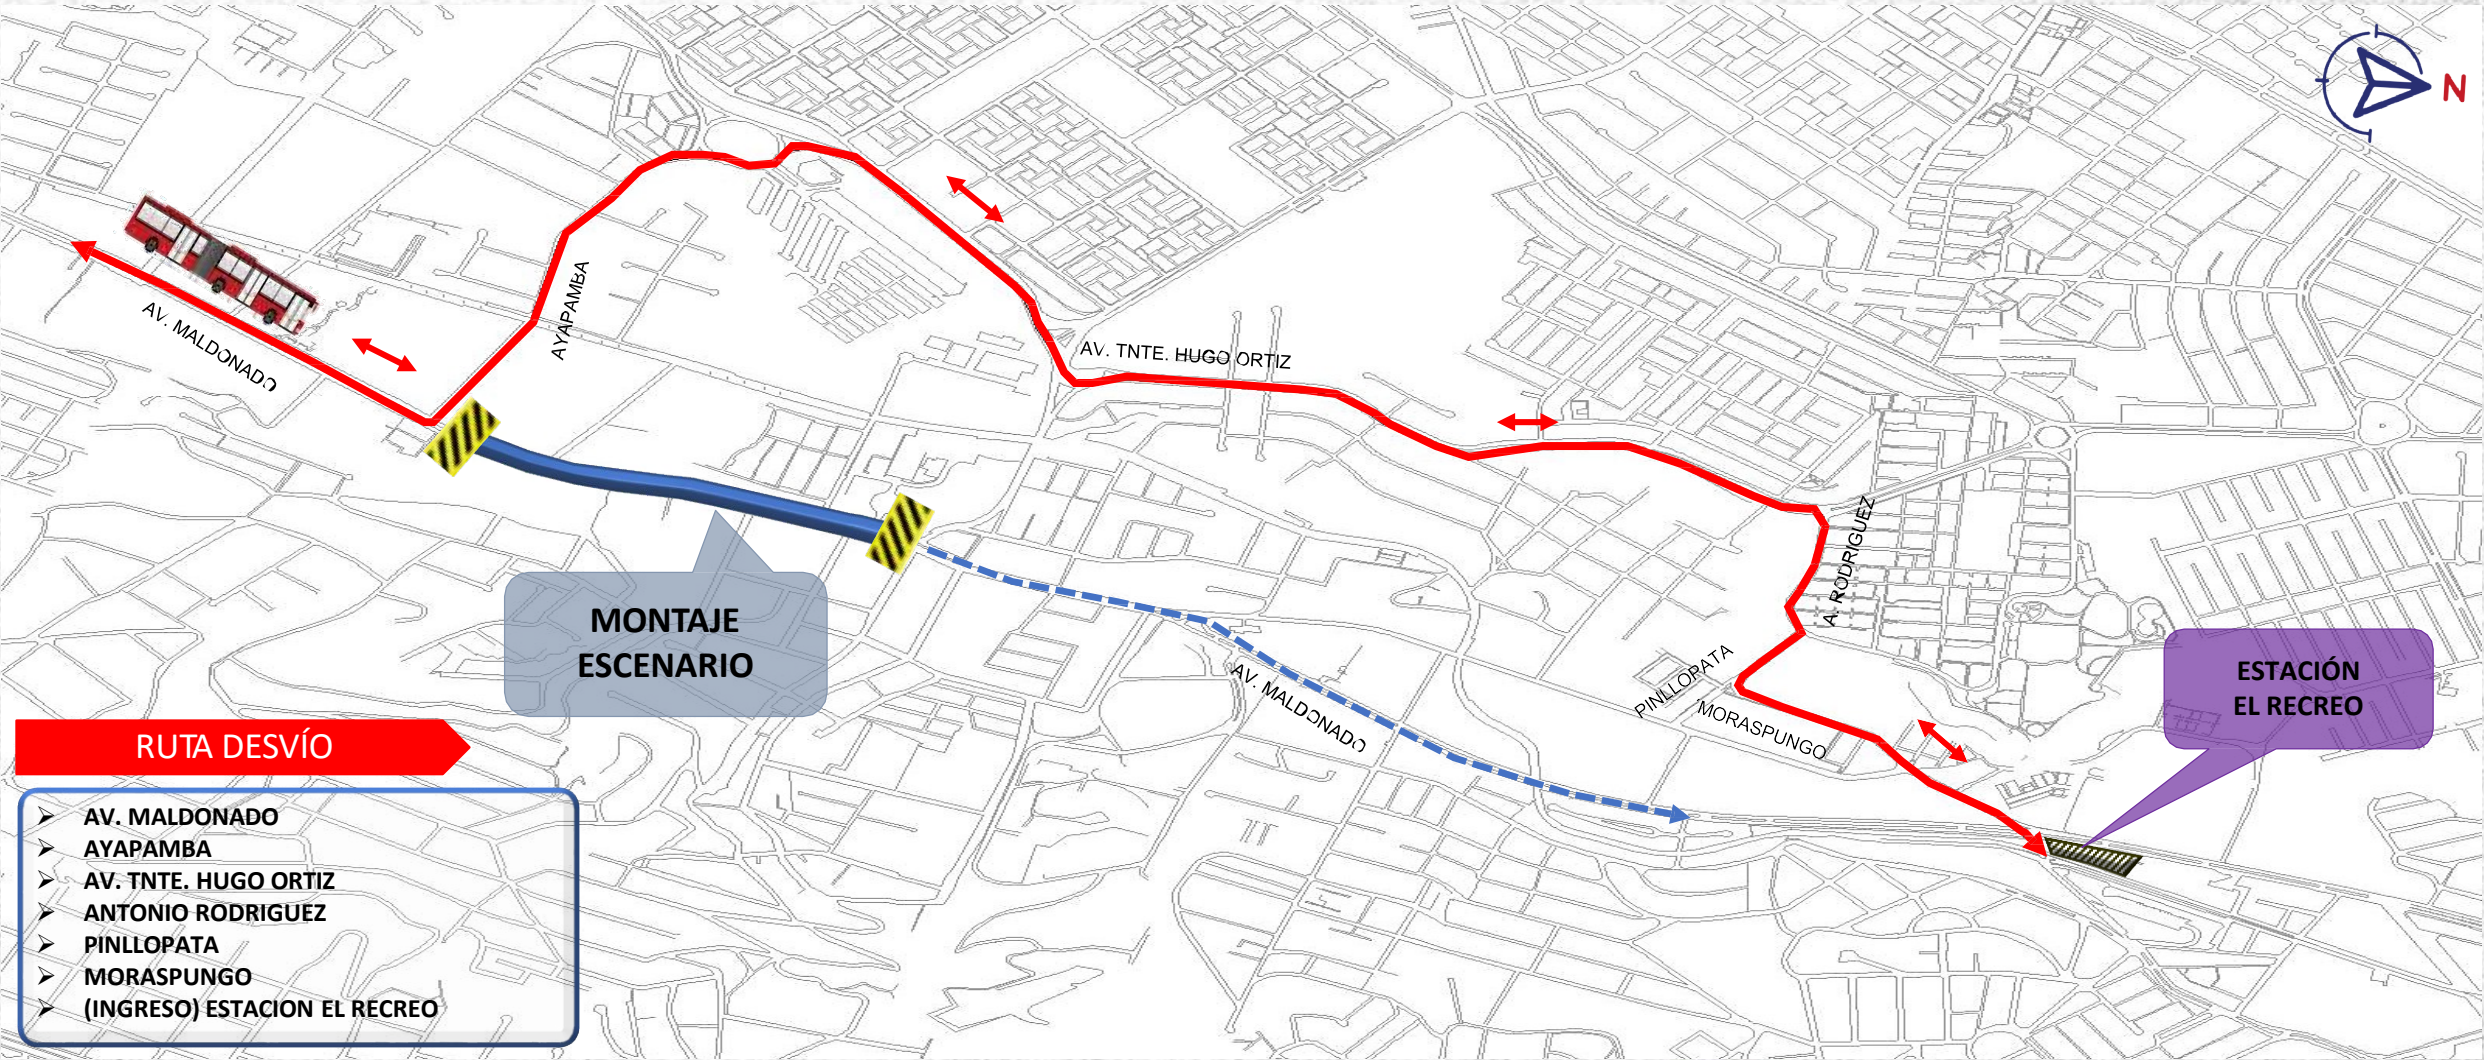 N
AV. MALDONADO
AYAPAMBA
AV. TNTE. HUGO ORTIZ
A. RODRIGUEZ
PINLLOPATA
MORASPUNGO
AV. MALDONADO
MONTAJE
ESCENARIO
ESTACIÓN
EL RECREO
RUTA DESVÍO
AV. MALDONADO
AYAPAMBA
AV. TNTE. HUGO ORTIZ
ANTONIO RODRIGUEZ
PINLLOPATA
MORASPUNGO
(INGRESO) ESTACION EL RECREO